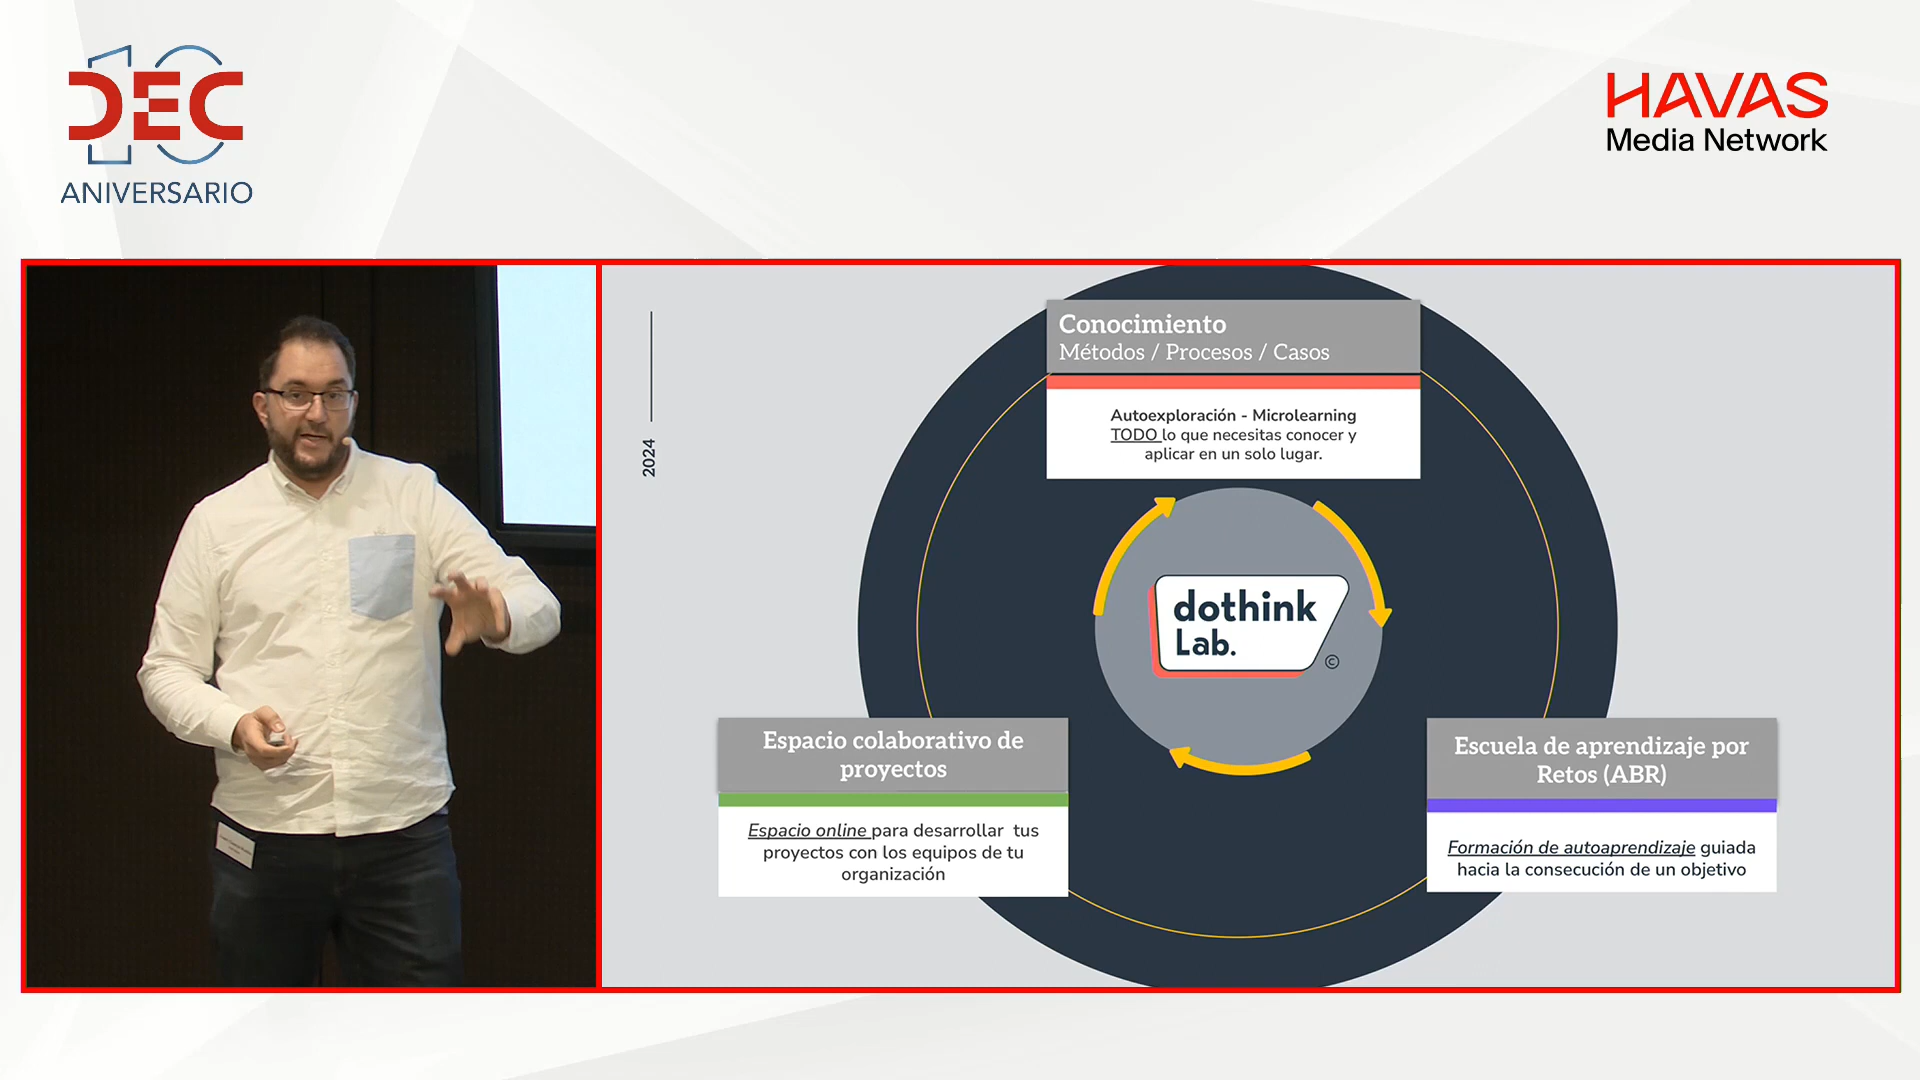 10
DEC
ANIVERSARIO
HAVAS
Media Network
2024
Conocimiento
Métodos / Procesos / Casos
Autoexploración - Microlearning
TODO lo que necesitas conocer y
aplicar en un solo lugar.
dothink
Lab.
©
Espacio colaborativo de
proyectos
Espacio online para desarrollar tus
proyectos con los equipos de tu
organización
Escuela de aprendizaje por
Retos (ABR)
Formación de autoaprendizaje guiada
hacia la consecución de un objetivo